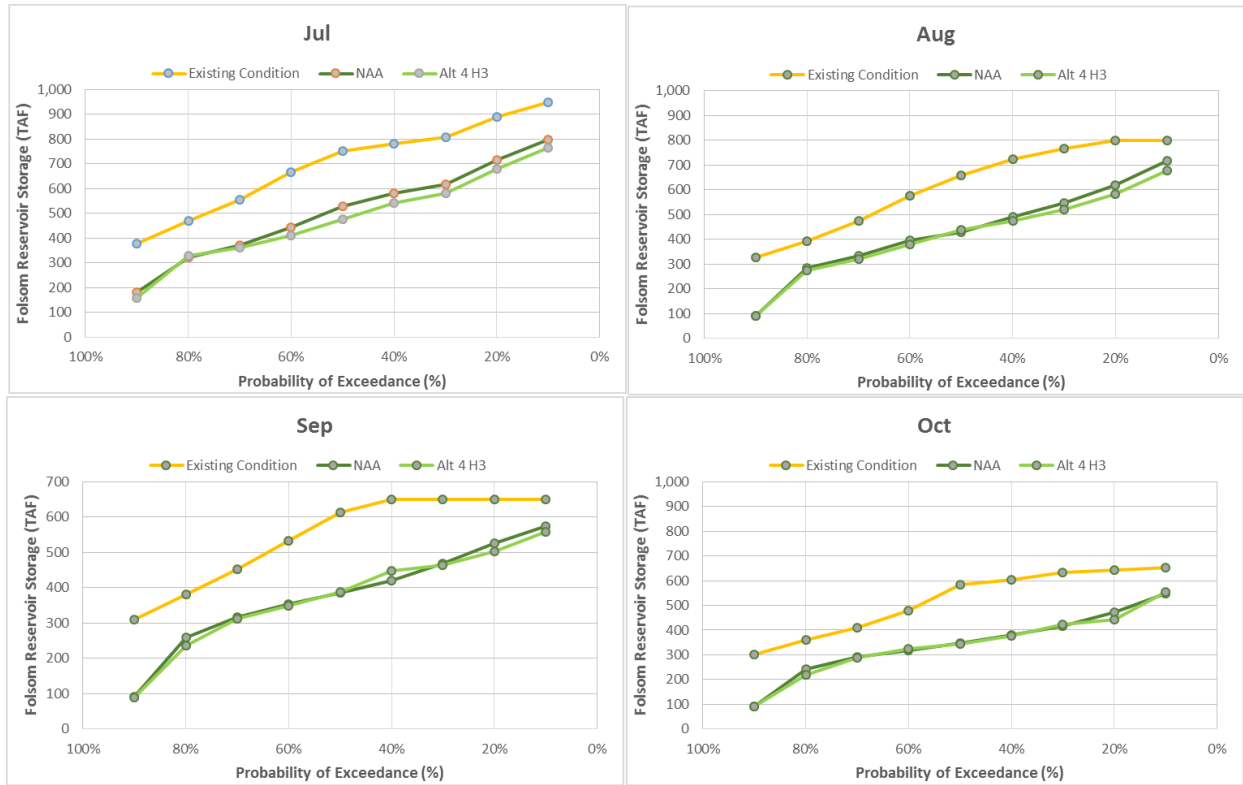 Jul
Existing Condition NAA Alt 4 H3
Folsom Reservoir Storage (TAF)
1,000
900
800
700
600
500
400
300
200
100
0
100% 80% 60% 40% 20% 0%
Probability of Exceedance (%)
Aug
Existing Condition NAA Alt 4 H3
Folsom Reservoir Storage (TAF)
1,000
900
800
700
600
500
400
300
200
100
0
100% 80% 60% 40% 20% 0%
Probability of Exceedance (%)
Sep
Existing Condition NAA Alt 4 H3
Folsom Reservoir Storage (TAF)
700
600
500
400
300
200
100
0
100% 80% 60% 40% 20% 0%
Probability of Exceedance (%)
Oct
Existing Condition NAA Alt 4 H3
Folsom Reservoir Storage (TAF)
1,000
900
800
700
600
500
400
300
200
100
0
100% 80% 60% 40% 20% 0%
Probability of Exceedance (%)